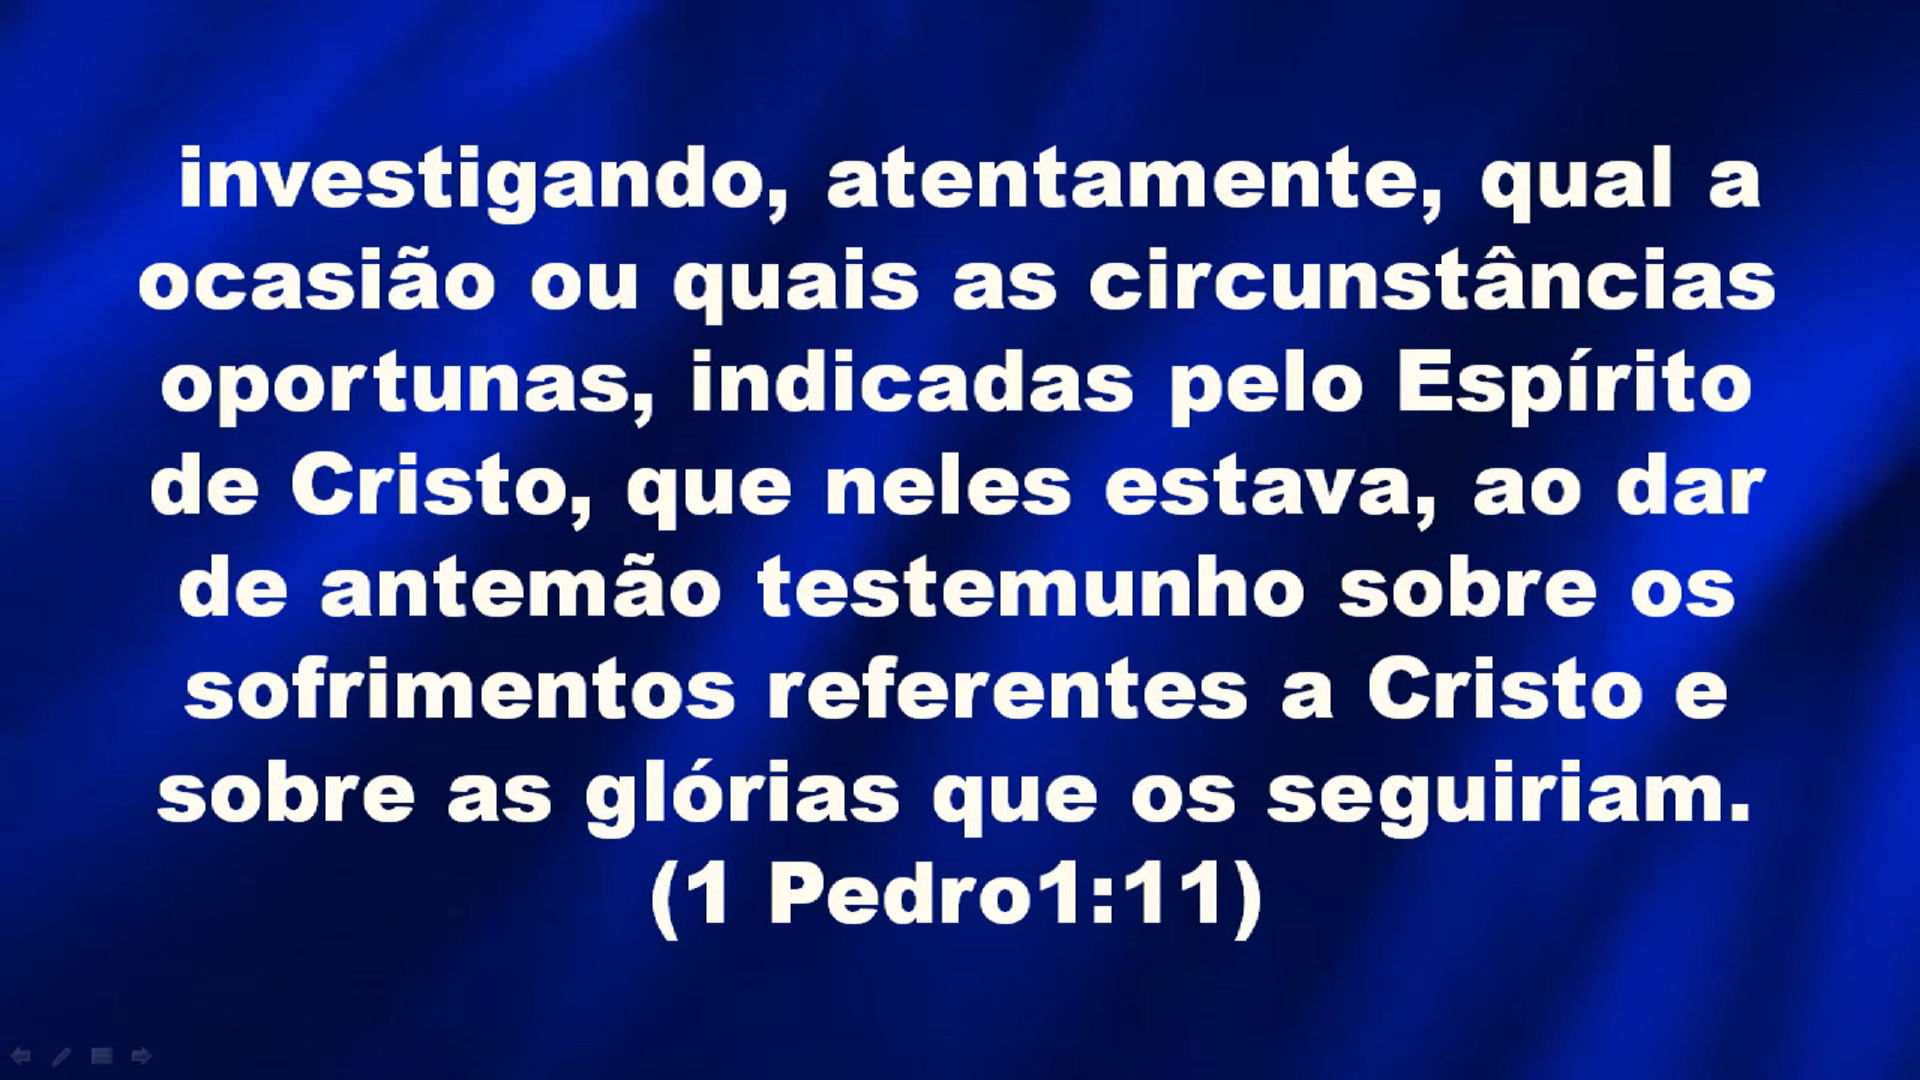 investigando, atentamente, qual a
ocasião ou quais as circunstâncias
oportunas, indicadas pelo Espírito
de Cristo, que neles estava, ao dar
de antemão testemunho sobre os
sofrimentos referentes a Cristo e
sobre as glórias que os seguiriam.
(1 Pedro1:11)